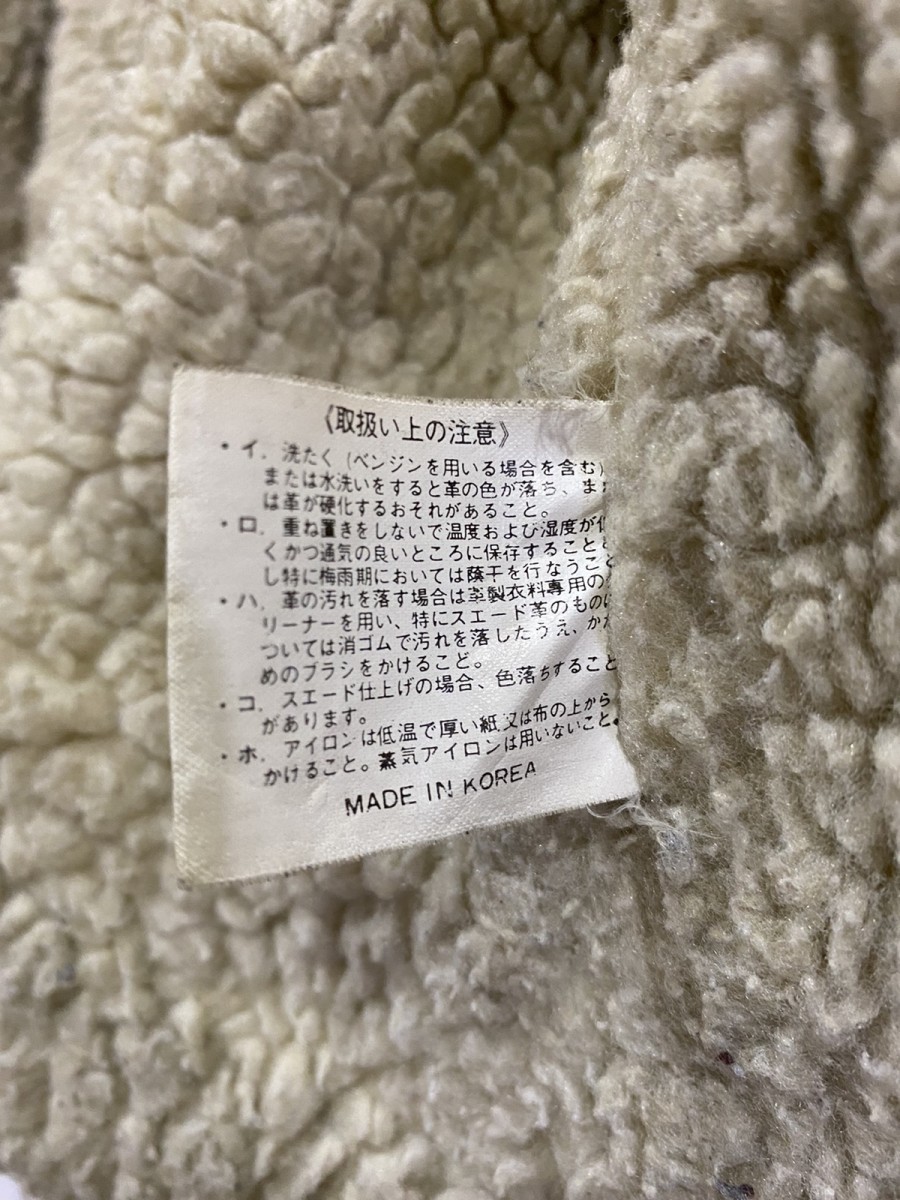 《取扱い上の注意》
・イ. 洗たく (ベンジンを用いる場合を含む)
または水洗いをすると革の色が落ち、また
は革が硬化するおそれがあること。
・ロ. 重ね置きをしないで温度および湿度が低
くかつ通気の良いところに保存すること
し特に梅雨期においては蔭干を行なうこと
・ハ. 革の汚れを落す場合は革製衣料専用の
リーナーを用い、特にスエード革のものに
ついては消ゴムで汚れを落したうえ、かた
めのブラシをかけること。
・コ. スエード仕上げの場合、色落ちすること
があります。
・ホ. アイロンは低温で厚い紙又は布の上から
かけること。蒸気アイロンは用いないこと。
MADE IN KOREA